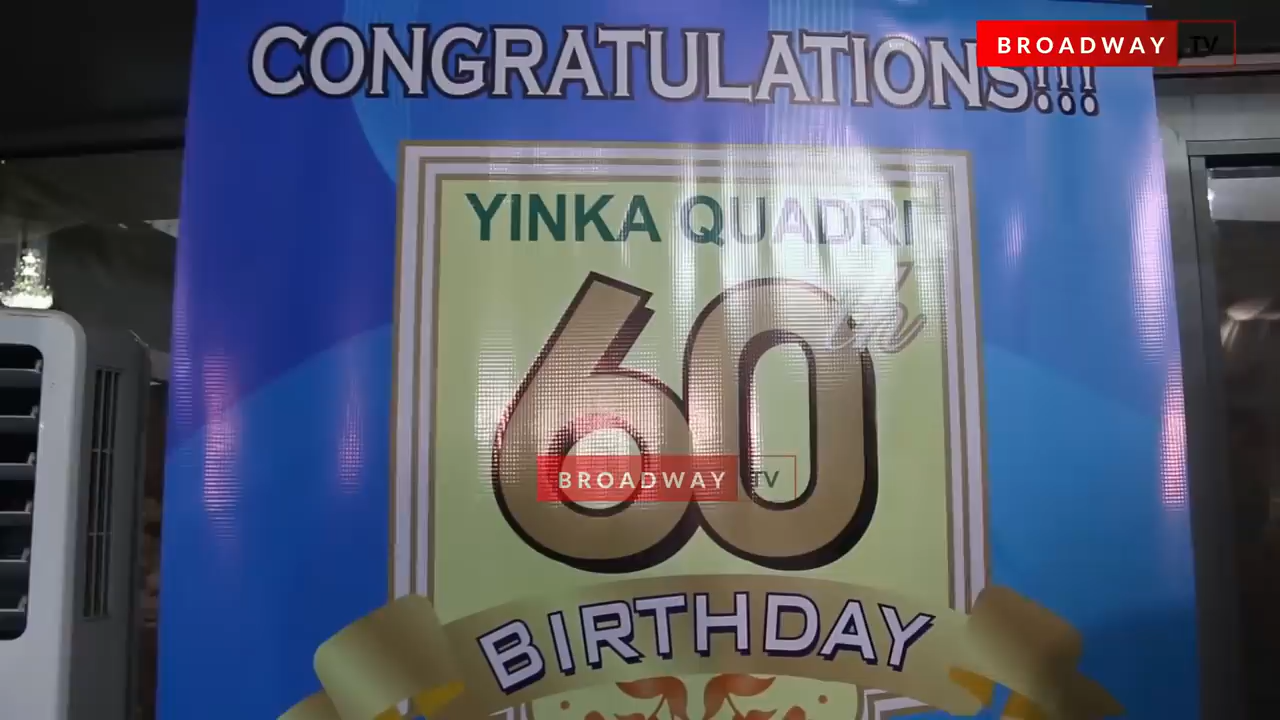 CONGRATULATIONS!!!
BROADWAY TV
YINKA QUADRI
60th
BROADWAY TV
BIRTHDAY